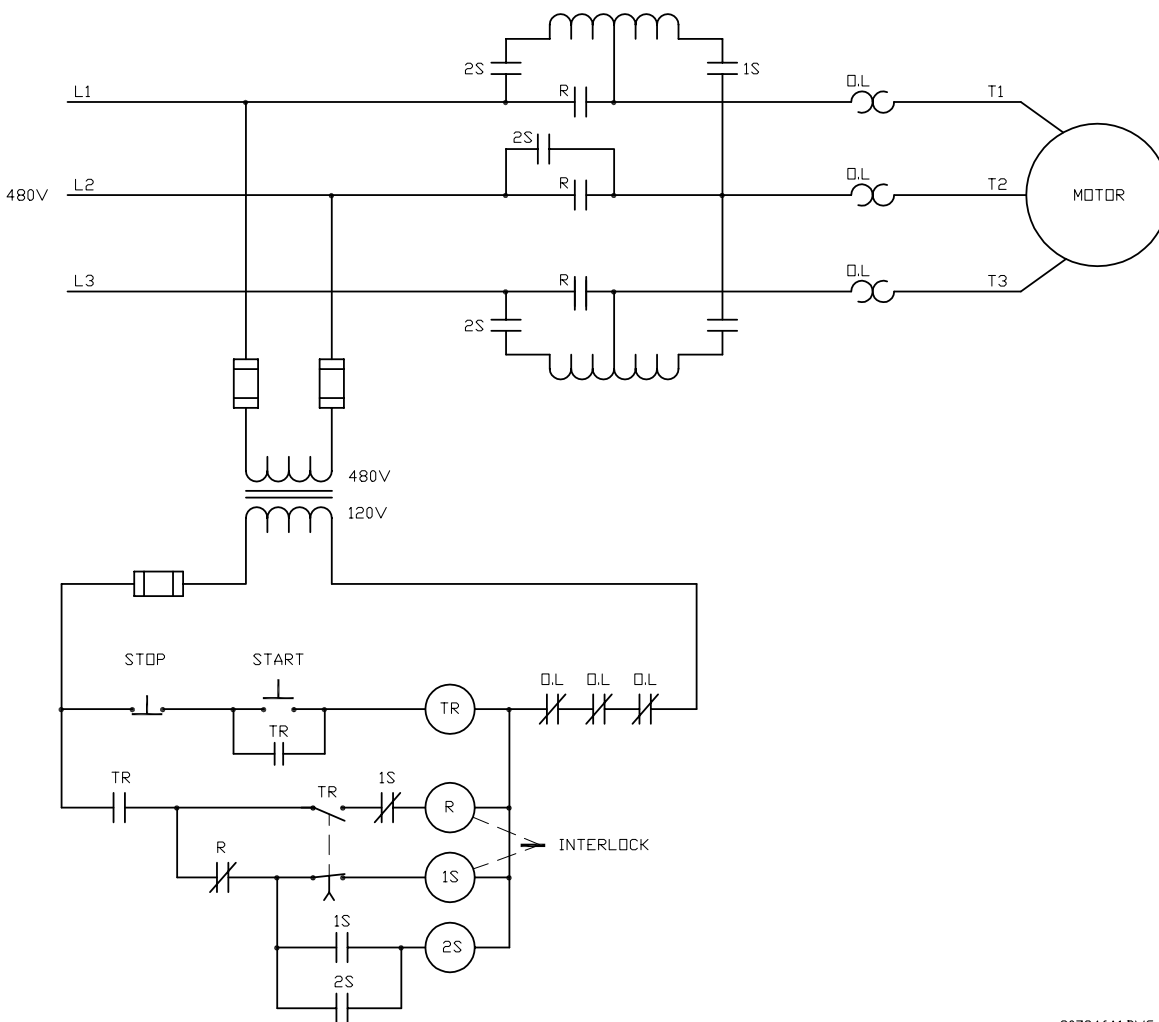 2S
1S
L1
R
O.L
T1
2S
480V
L2
R
O.L
T2
MOTOR
L3
R
O.L
T3
2S
480V
120V
STOP
START
O.L
O.L
O.L
TR
TR
TR
TR
1S
R
INTERLOCK
R
1S
1S
2S
2S